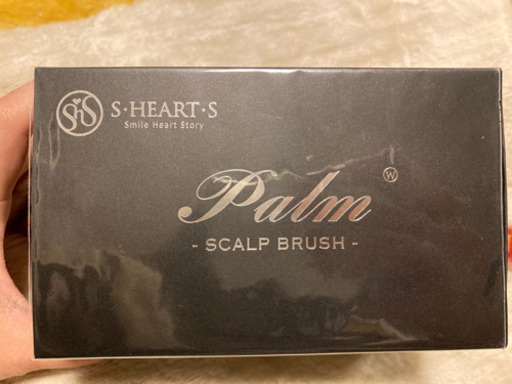 ShS
S·HEART·S
Smile Heart Story
Palm
W
- SCALP BRUSH -